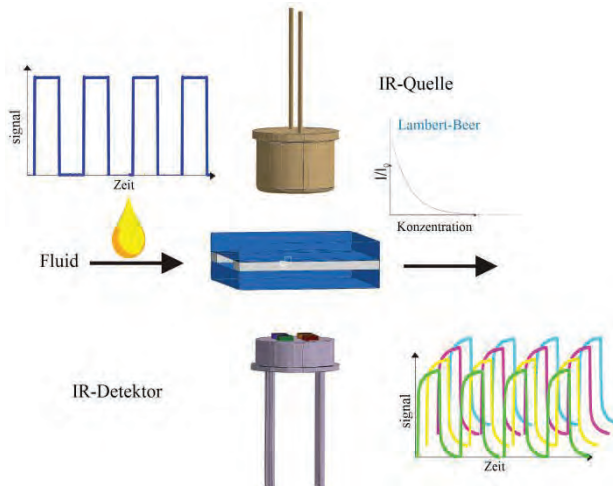 signal
Zeit
IR-Quelle
Lambert-Beer
I/I₀
Konzentration
Fluid
IR-Detektor
signal
Zeit